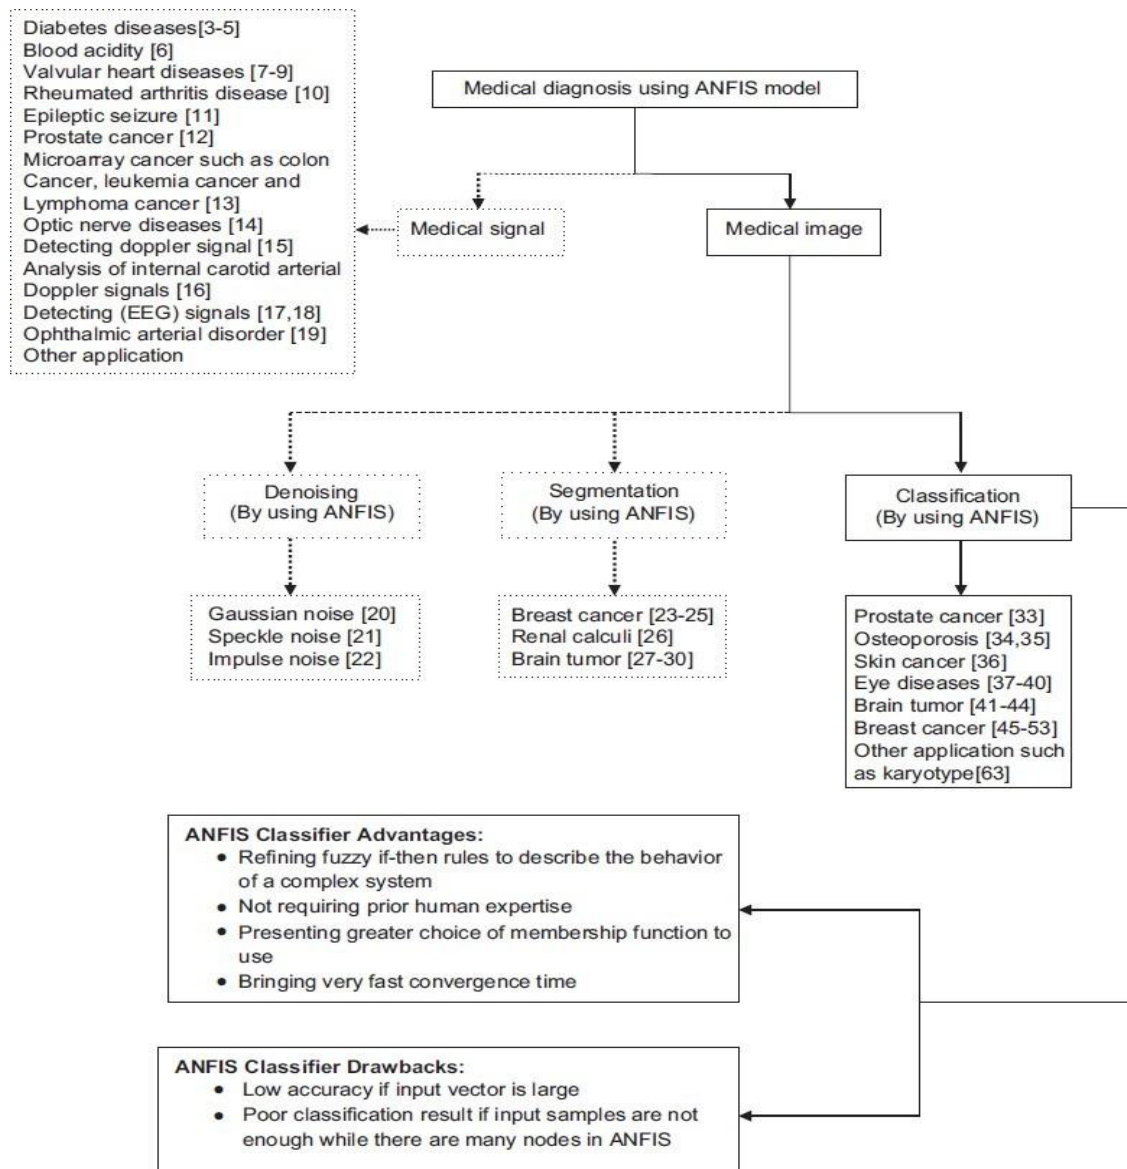 Diabetes diseases[3-5]
Blood acidity [6]
Valvular heart diseases [7-9]
Rheumated arthritis disease [10]
Epileptic seizure [11]
Prostate cancer [12]
Microarray cancer such as colon
Cancer, leukemia cancer and
Lymphoma cancer [13]
Optic nerve diseases [14]
Detecting doppler signal [15]
Analysis of internal carotid arterial
Doppler signals [16]
Detecting (EEG) signals [17,18]
Ophthalmic arterial disorder [19]
Other application
Medical diagnosis using ANFIS model
Medical signal
Medical image
Denoising
(By using ANFIS)
Segmentation
(By using ANFIS)
Classification
(By using ANFIS)
Gaussian noise [20]
Speckle noise [21]
Impulse noise [22]
Breast cancer [23-25]
Renal calculi [26]
Brain tumor [27-30]
Prostate cancer [33]
Osteoporosis [34,35]
Skin cancer [36]
Eye diseases [37-40]
Brain tumor [41-44]
Breast cancer [45-53]
Other application such
as karyotype[63]
ANFIS Classifier Advantages:
• Refining fuzzy if-then rules to describe the behavior
of a complex system
• Not requiring prior human expertise
• Presenting greater choice of membership function to
use
• Bringing very fast convergence time
ANFIS Classifier Drawbacks:
• Low accuracy if input vector is large
• Poor classification result if input samples are not
enough while there are many nodes in ANFIS